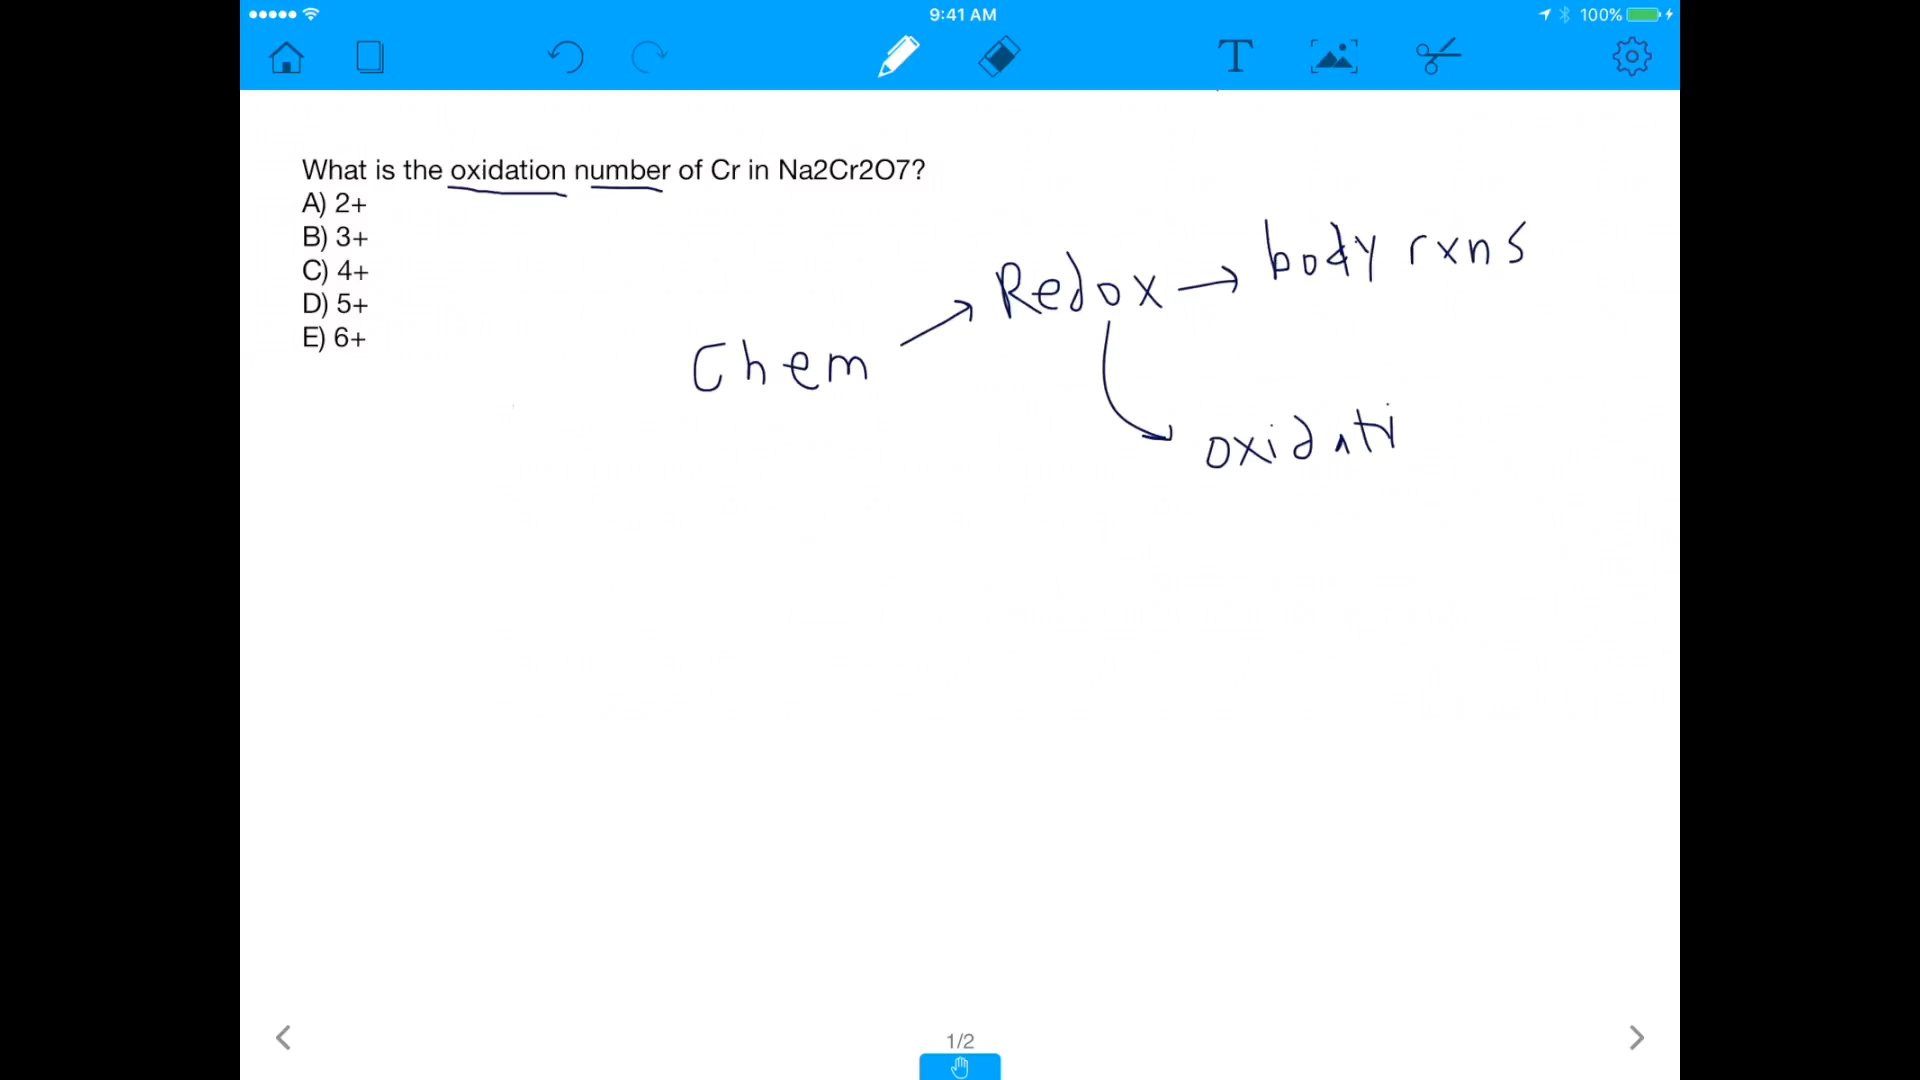 9:41 AM
100%
T
What is the oxidation number of Cr in Na2Cr2O7?
A) 2+
B) 3+
C) 4+
D) 5+
E) 6+
Chem → Redox → body rxns
oxidati
1/2